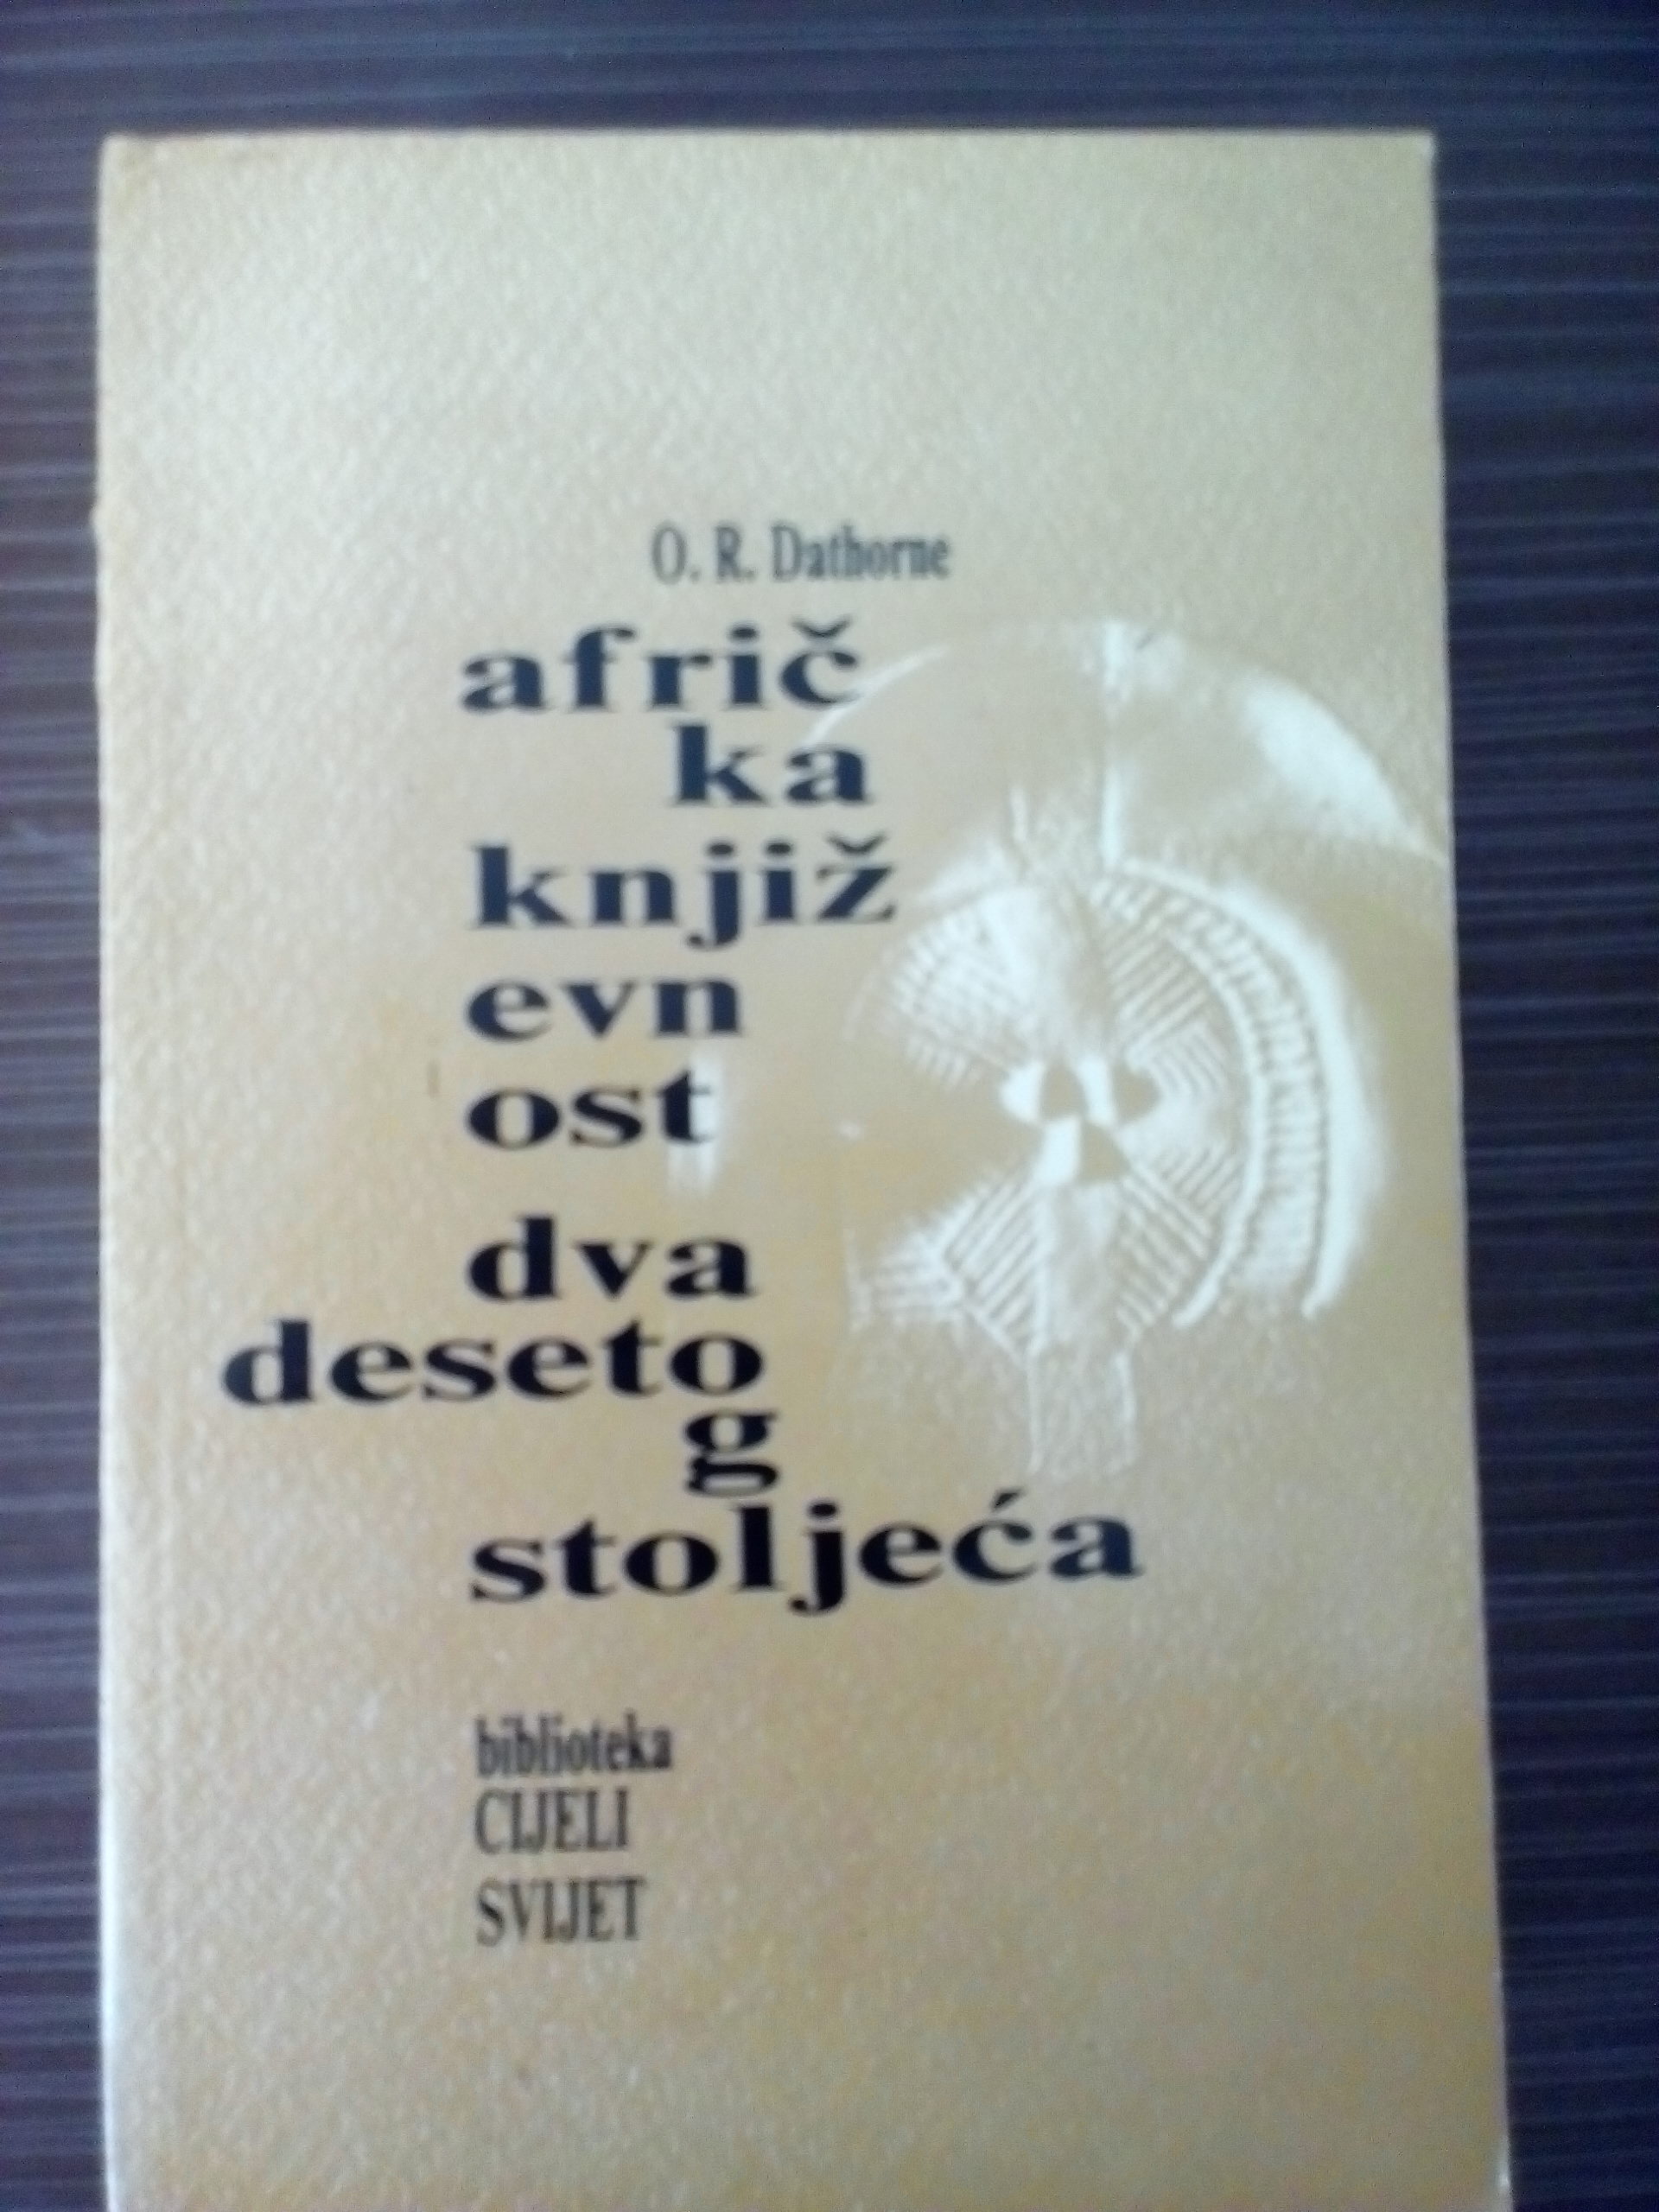 O. R. Dathorne
afrič
ka
knjiž
evn
ost
dva
deseto
g
stoljeća
biblioteka
CIJELI
SVIJET